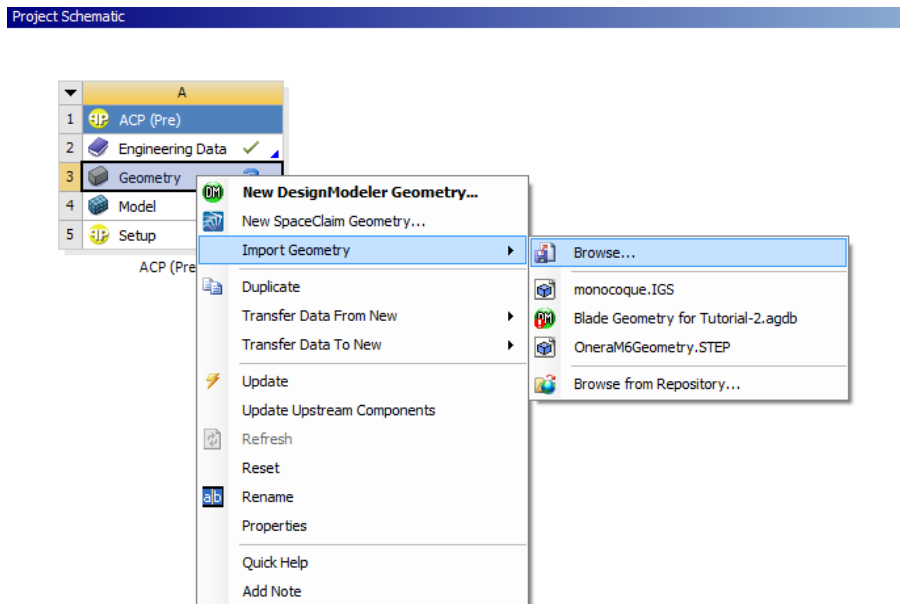 Project Schematic
A
1 ACP (Pre)
2 Engineering Data
3 Geometry
4 Model
5 Setup
ACP (Pre
New DesignModeler Geometry...
New SpaceClaim Geometry...
Import Geometry
Duplicate
Transfer Data From New
Transfer Data To New
Update
Update Upstream Components
Refresh
Reset
a|b Rename
Properties
Quick Help
Add Note
Browse...
monocoque.IGS
Blade Geometry for Tutorial-2.agdb
OneraM6Geometry.STEP
Browse from Repository...